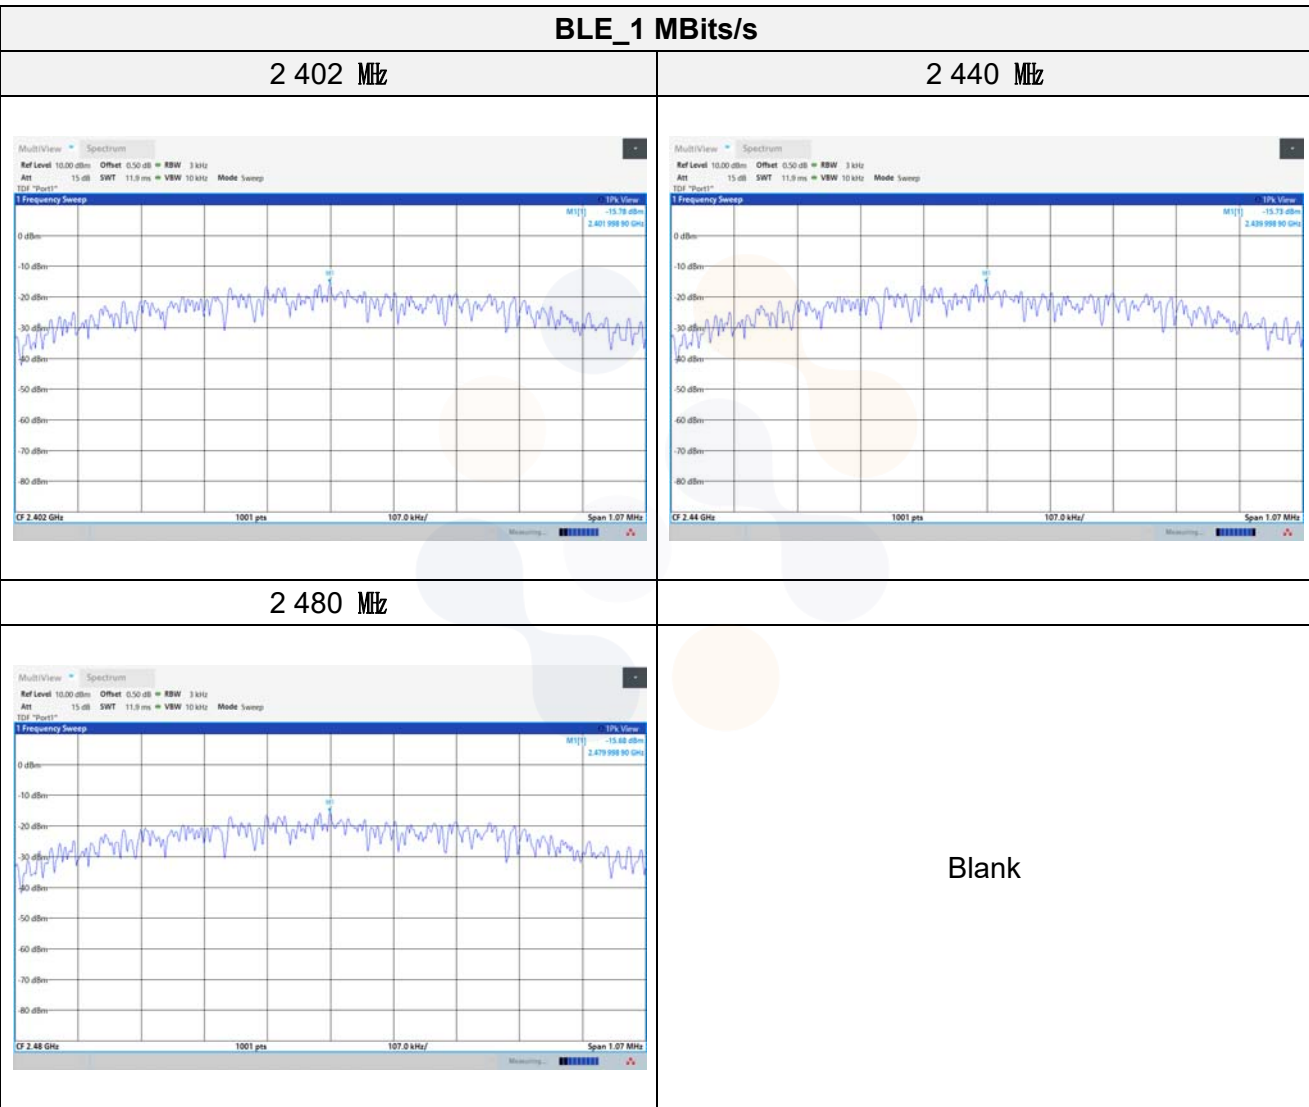 BLE_1 MBits/s
2 402 ㎒
2 440 ㎒
MultiView Spectrum
Ref Level 10.00 dBm Offset 0.50 dB RBW 3 kHz
Att 15 dB SWT 11.9 ms VBW 10 kHz Mode Sweep
TDF "Port1"
1 Frequency Sweep 1Pk View
M1[1] -15.78 dBm
2.401 998 90 GHz
M1
0 dBm
-10 dBm
-20 dBm
-30 dBm
-40 dBm
-50 dBm
-60 dBm
-70 dBm
-80 dBm
CF 2.402 GHz 1001 pts 107.0 kHz/ Span 1.07 MHz
Measuring...
MultiView Spectrum
Ref Level 10.00 dBm Offset 0.50 dB RBW 3 kHz
Att 15 dB SWT 11.9 ms VBW 10 kHz Mode Sweep
TDF "Port1"
1 Frequency Sweep 1Pk View
M1[1] -15.73 dBm
2.439 998 90 GHz
M1
0 dBm
-10 dBm
-20 dBm
-30 dBm
-40 dBm
-50 dBm
-60 dBm
-70 dBm
-80 dBm
CF 2.44 GHz 1001 pts 107.0 kHz/ Span 1.07 MHz
Measuring...
2 480 ㎒
MultiView Spectrum
Ref Level 10.00 dBm Offset 0.50 dB RBW 3 kHz
Att 15 dB SWT 11.9 ms VBW 10 kHz Mode Sweep
TDF "Port1"
1 Frequency Sweep 1Pk View
M1[1] -15.68 dBm
2.479 998 90 GHz
M1
0 dBm
-10 dBm
-20 dBm
-30 dBm
-40 dBm
-50 dBm
-60 dBm
-70 dBm
-80 dBm
CF 2.48 GHz 1001 pts 107.0 kHz/ Span 1.07 MHz
Measuring...
Blank